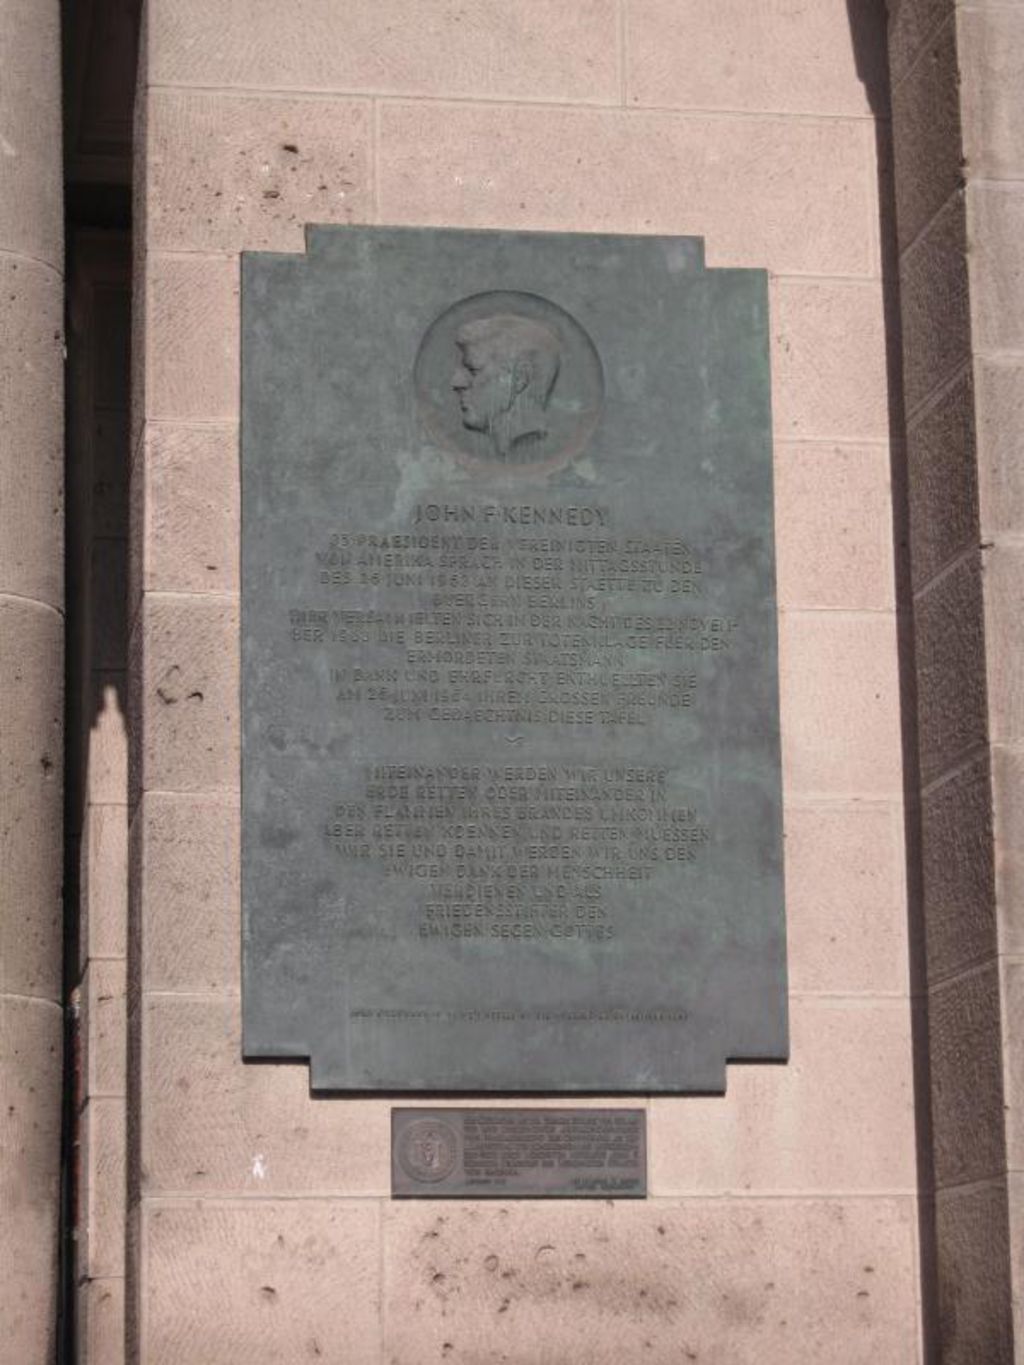 JOHN F·KENNEDY
35 PRAESIDENT DER VEREINIGTEN STAATEN
VON AMERIKA SPRACH IN DER MITTAGSSTUNDE
DES 26 JUNI 1963 AN DIESER STAETTE ZU DEN
BUERGERN BERLINS
HIER VERSAMMELTEN SICH IN DER NACHT DES NOVEM-
BER 1963 DIE BERLINER ZUR TOTENKLAGE FUER DEN
ERMORDETEN STAATSMANN
IN DANK UND EHRFURCHT ENTHUELLTEN SIE
AM 26 JUNI 1964 IHREM GROSSEN FREUNDE
ZUM GEDAECHTNIS DIESE TAFEL
MITEINANDER WERDEN WIR UNSERE
ERDE RETTEN ODER MITEINANDER IN
DEN FLAMMEN IHRES BRANDES UMKOMMEN
ABER RETTEN KOENNEN UND RETTEN MUESSEN
WIR SIE UND DAMIT WERDEN WIR UNS DEN
EWIGEN DANK DER MENSCHHEIT
VERDIENEN UND ALS
FRIEDENSSTIFTER DEN
EWIGEN SEGEN GOTTES